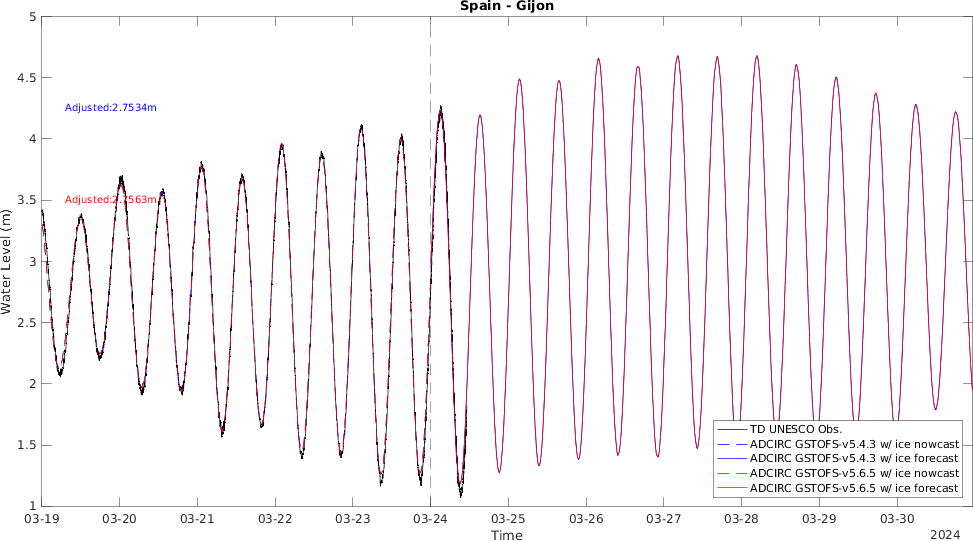 Spain - Gijon
5
4.5
4
3.5
3
2.5
2
1.5
1
Water Level (m)
Adjusted:2.7534m
Adjusted:2.7563m
TD UNESCO Obs.
ADCIRC GSTOFS-v5.4.3 w/ ice nowcast
ADCIRC GSTOFS-v5.4.3 w/ ice forecast
ADCIRC GSTOFS-v5.6.5 w/ ice nowcast
ADCIRC GSTOFS-v5.6.5 w/ ice forecast
03-19 03-20 03-21 03-22 03-23 03-24 03-25 03-26 03-27 03-28 03-29 03-30
Time
2024